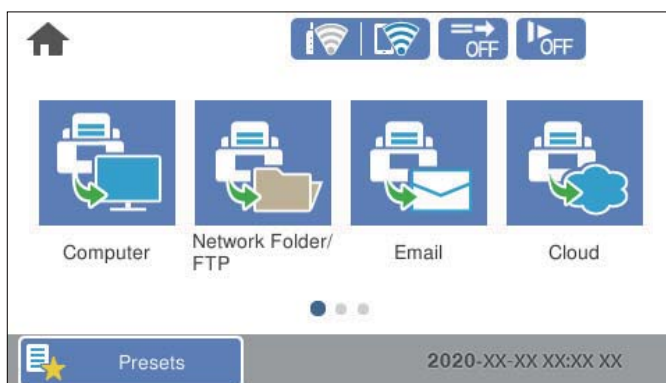 OFF
OFF
Computer
Network Folder/
FTP
Email
Cloud
Presets
2020-XX-XX XX:XX XX